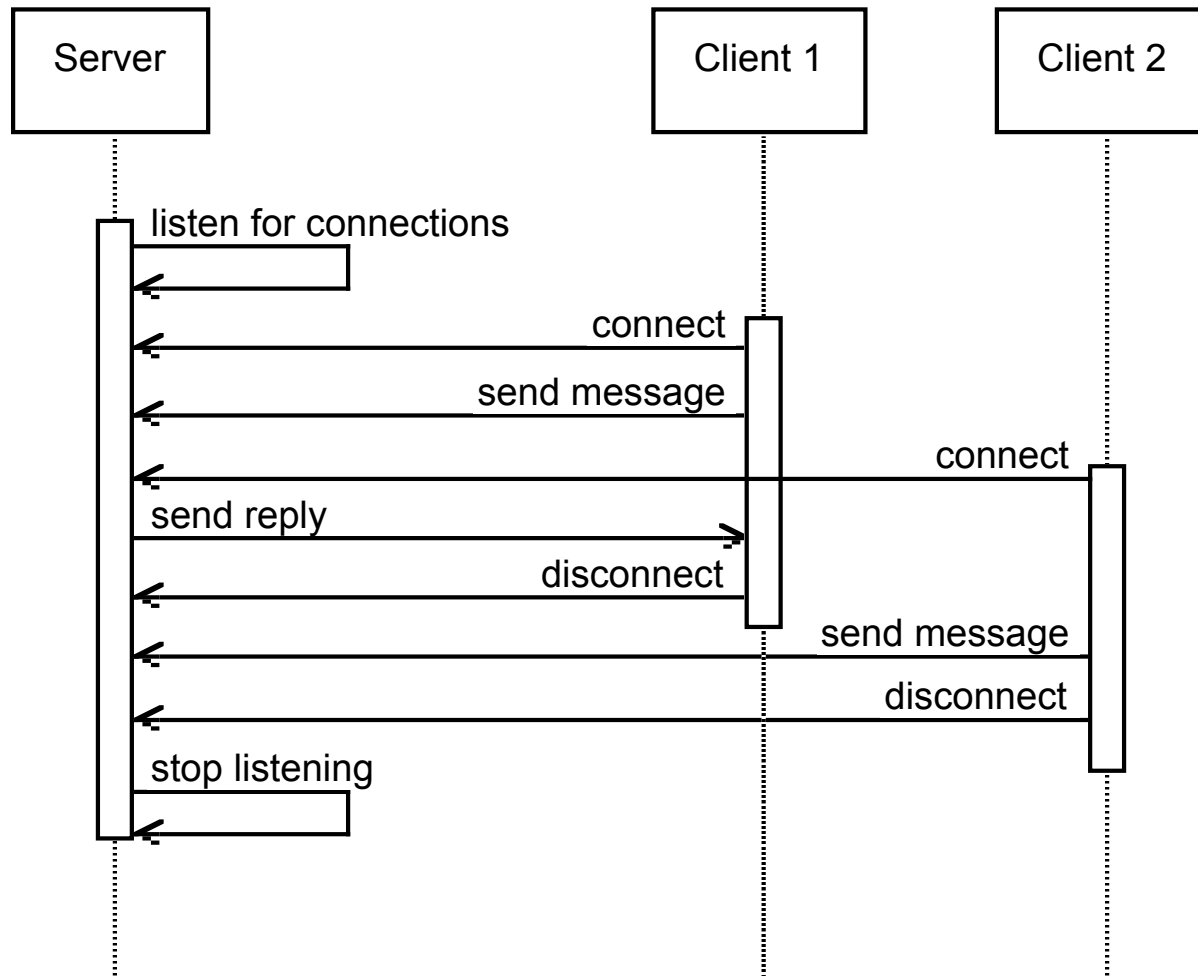 Server
Client 1
Client 2
listen for connections
connect
send message
connect
send reply
disconnect
send message
disconnect
stop listening